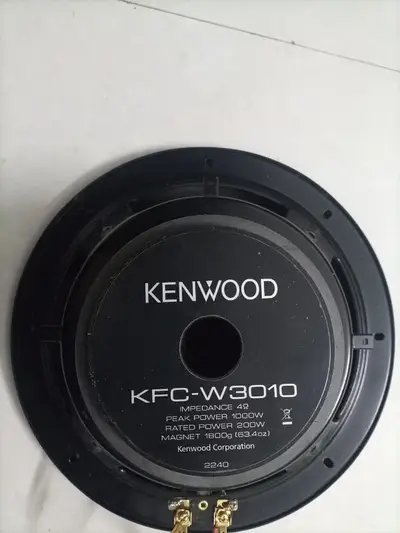 KENWOOD
KFC-W3010
IMPEDANCE 4Ω
PEAK POWER 1000W
RATED POWER 200W
MAGNET 1800g (63.4oz)
Kenwood Corporation
2240